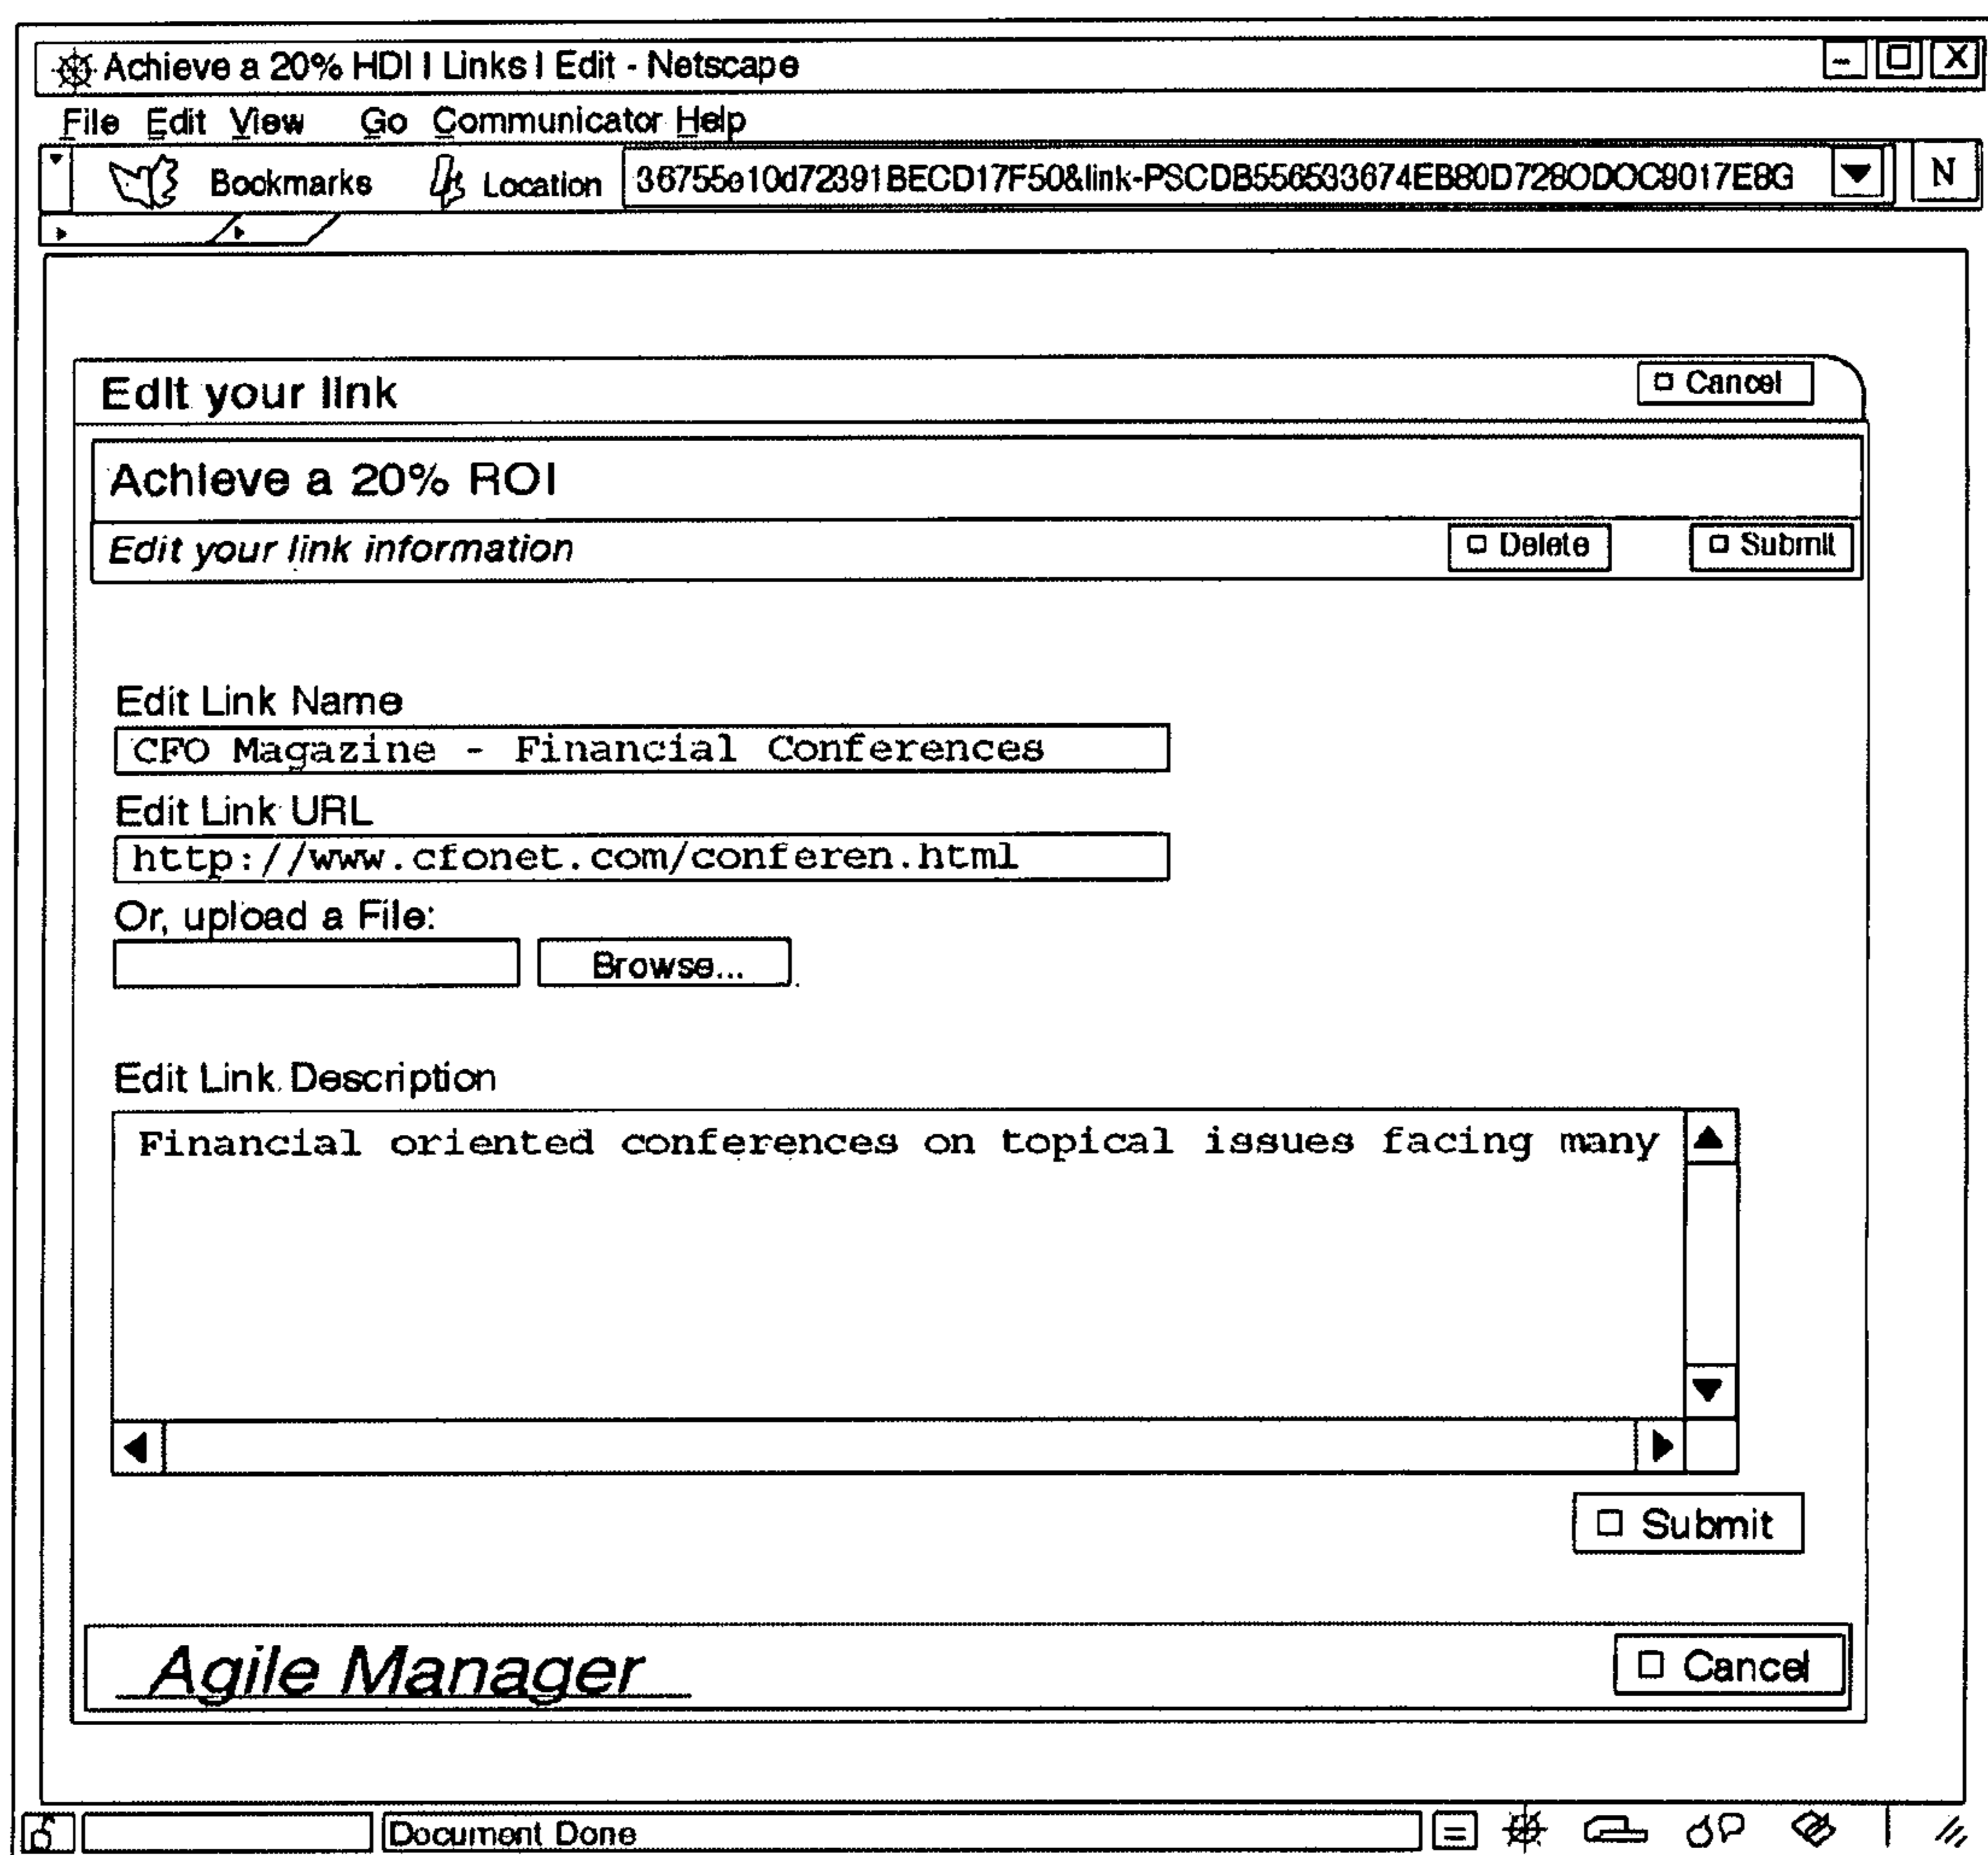 Achieve a 20% HDI I Links I Edit - Netscape
File Edit View Go Communicator Help
Bookmarks Location 36755e10d72391BECD17F50&link-PSCDB556533674EB80D728ODOC9017E8G N
Edit your link Cancel
Achieve a 20% ROI
Edit your link information Delete Submit
Edit Link Name
CFO Magazine - Financial Conferences
Edit Link URL
http://www.cfonet.com/conferen.html
Or, upload a File:
Browse...
Edit Link Description
Financial oriented conferences on topical issues facing many
Submit
Agile Manager Cancel
Document Done